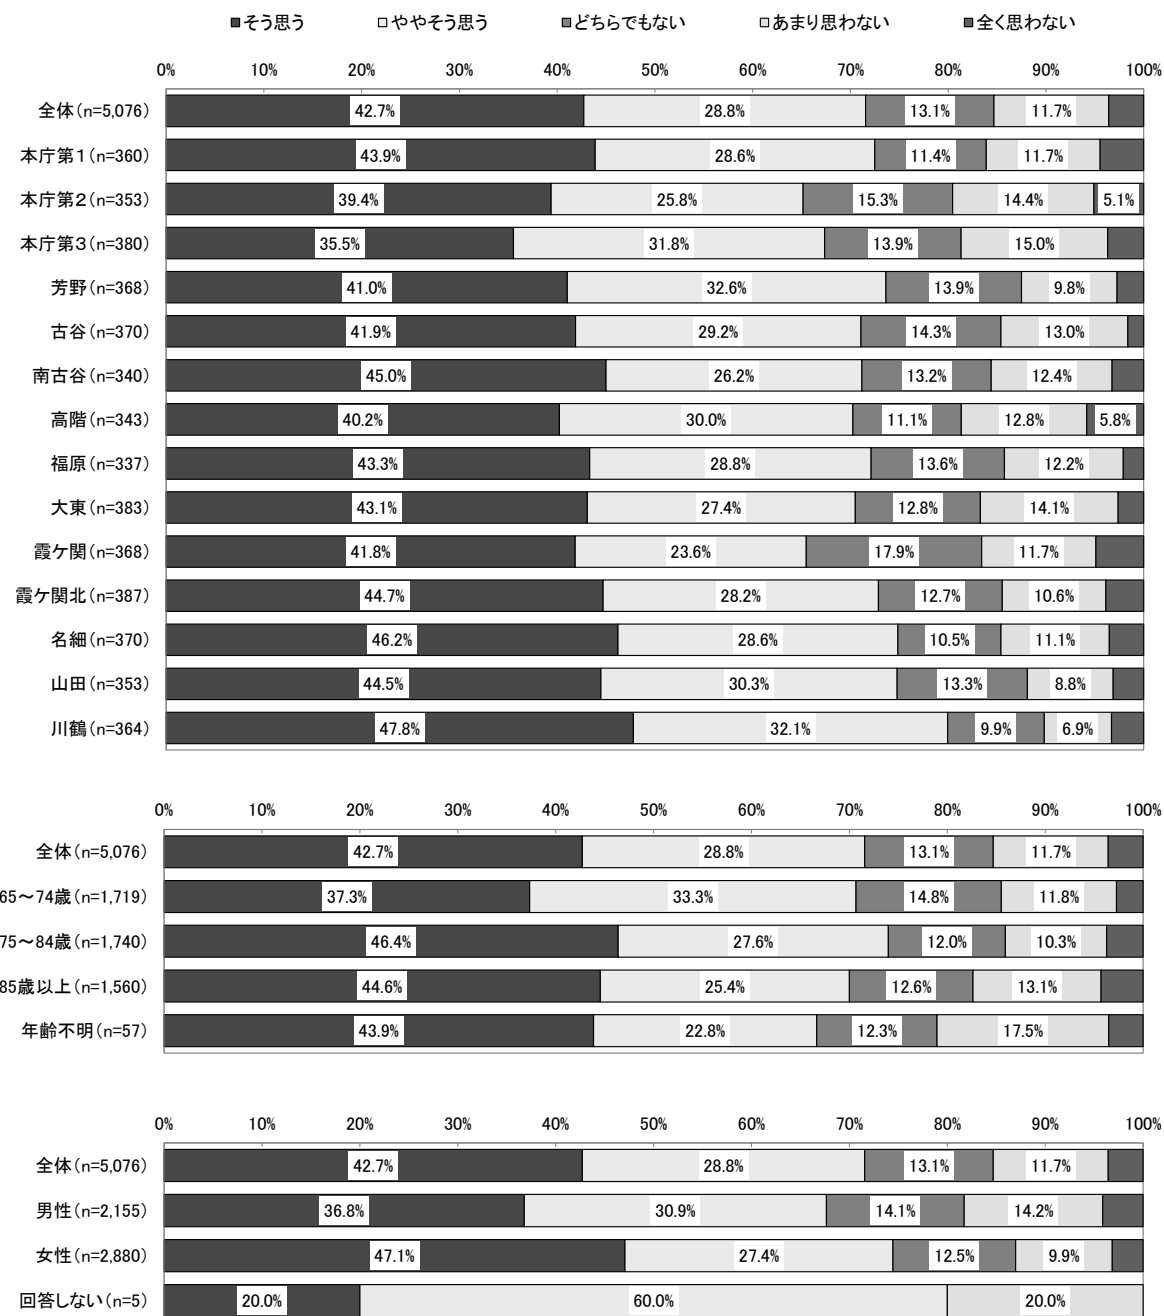 ■そう思う □ややそう思う ■どちらでもない □あまり思わない ■全く思わない
0% 10% 20% 30% 40% 50% 60% 70% 80% 90% 100%
全体(n=5,076) 42.7% 28.8% 13.1% 11.7%
本庁第1(n=360) 43.9% 28.6% 11.4% 11.7%
本庁第2(n=353) 39.4% 25.8% 15.3% 14.4% 5.1%
本庁第3(n=380) 35.5% 31.8% 13.9% 15.0%
芳野(n=368) 41.0% 32.6% 13.9% 9.8%
古谷(n=370) 41.9% 29.2% 14.3% 13.0%
南古谷(n=340) 45.0% 26.2% 13.2% 12.4%
高階(n=343) 40.2% 30.0% 11.1% 12.8% 5.8%
福原(n=337) 43.3% 28.8% 13.6% 12.2%
大東(n=383) 43.1% 27.4% 12.8% 14.1%
霞ケ関(n=368) 41.8% 23.6% 17.9% 11.7%
霞ケ関北(n=387) 44.7% 28.2% 12.7% 10.6%
名細(n=370) 46.2% 28.6% 10.5% 11.1%
山田(n=353) 44.5% 30.3% 13.3% 8.8%
川鶴(n=364) 47.8% 32.1% 9.9% 6.9%
0% 10% 20% 30% 40% 50% 60% 70% 80% 90% 100%
全体(n=5,076) 42.7% 28.8% 13.1% 11.7%
65～74歳(n=1,719) 37.3% 33.3% 14.8% 11.8%
75～84歳(n=1,740) 46.4% 27.6% 12.0% 10.3%
85歳以上(n=1,560) 44.6% 25.4% 12.6% 13.1%
年齢不明(n=57) 43.9% 22.8% 12.3% 17.5%
0% 10% 20% 30% 40% 50% 60% 70% 80% 90% 100%
全体(n=5,076) 42.7% 28.8% 13.1% 11.7%
男性(n=2,155) 36.8% 30.9% 14.1% 14.2%
女性(n=2,880) 47.1% 27.4% 12.5% 9.9%
回答しない(n=5) 20.0% 60.0% 20.0%